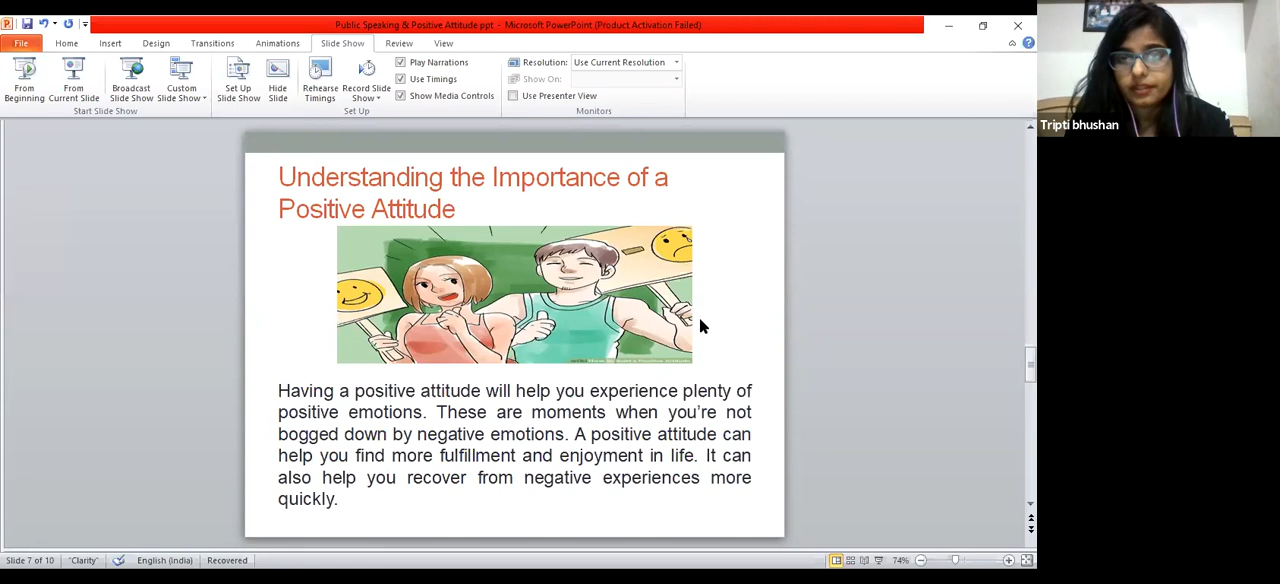 Public Speaking & Positive Attitude ppt - Microsoft PowerPoint (Product Activation Failed)
File Home Insert Design Transitions Animations Slide Show Review View
From Beginning
From Current Slide
Broadcast Slide Show
Custom Slide Show
Start Slide Show
Set Up Slide Show
Hide Slide
Rehearse Timings
Record Slide Show
Play Narrations
Use Timings
Show Media Controls
Set Up
Resolution: Use Current Resolution
Show On:
Use Presenter View
Monitors
Tripti bhushan
Understanding the Importance of a
Positive Attitude
Having a positive attitude will help you experience plenty of
positive emotions. These are moments when you’re not
bogged down by negative emotions. A positive attitude can
help you find more fulfillment and enjoyment in life. It can
also help you recover from negative experiences more
quickly.
Slide 7 of 10 "Clarity" English (India) Recovered 74%